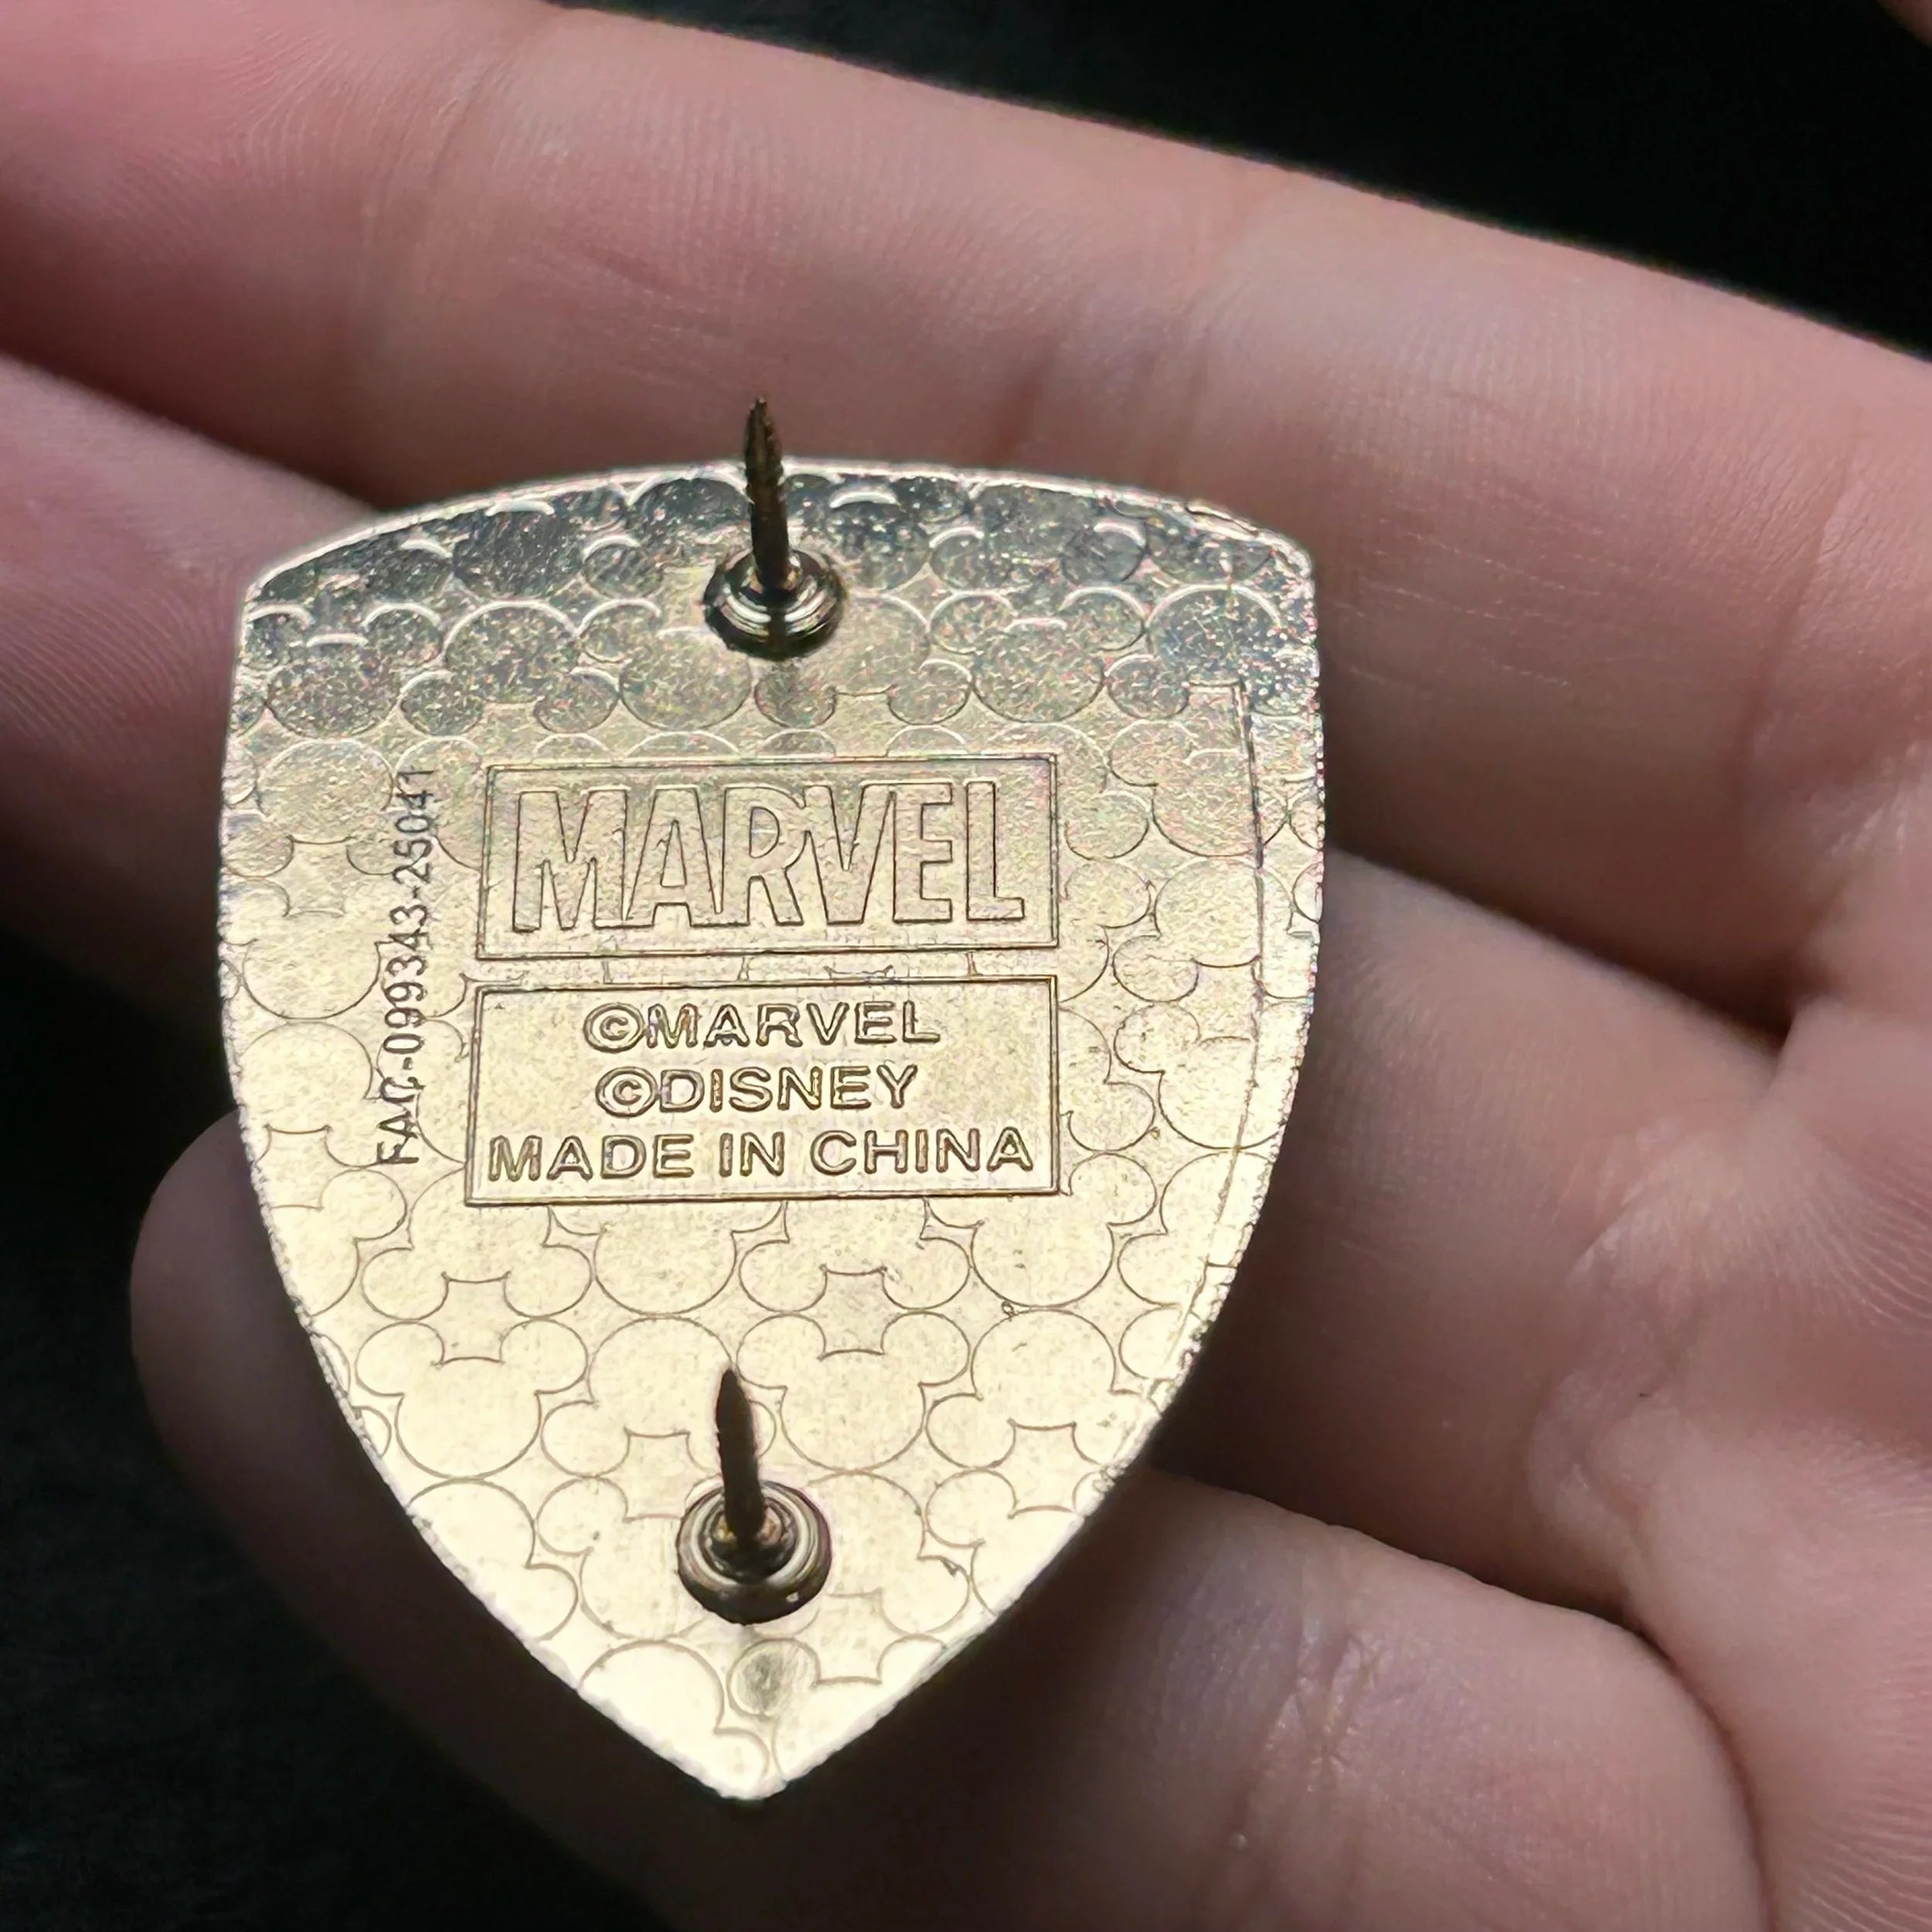 MARVEL
©MARVEL
©DISNEY
MADE IN CHINA
FAC-099343-25041